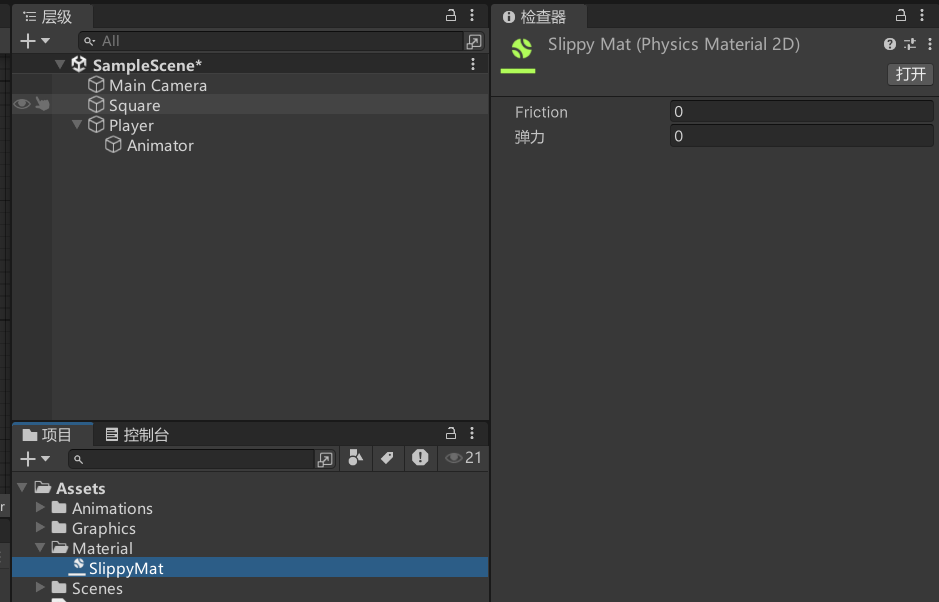 层级
All
SampleScene*
Main Camera
Square
Player
Animator
项目
控制台
21
Assets
Animations
Graphics
Material
SlippyMat
Scenes
r
检查器
Slippy Mat (Physics Material 2D)
打开
Friction
0
弹力
0